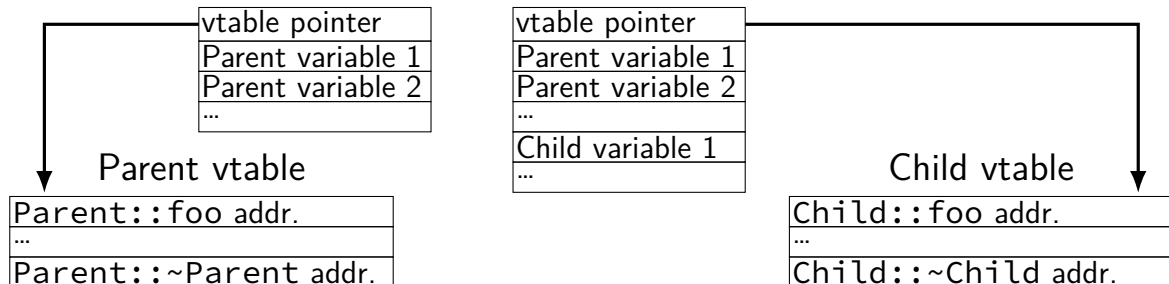 vtable pointer
Parent variable 1
Parent variable 2
...
vtable pointer
Parent variable 1
Parent variable 2
...
Child variable 1
...
Parent vtable
Parent::foo addr.
...
Parent::~Parent addr.
Child vtable
Child::foo addr.
...
Child::~Child addr.